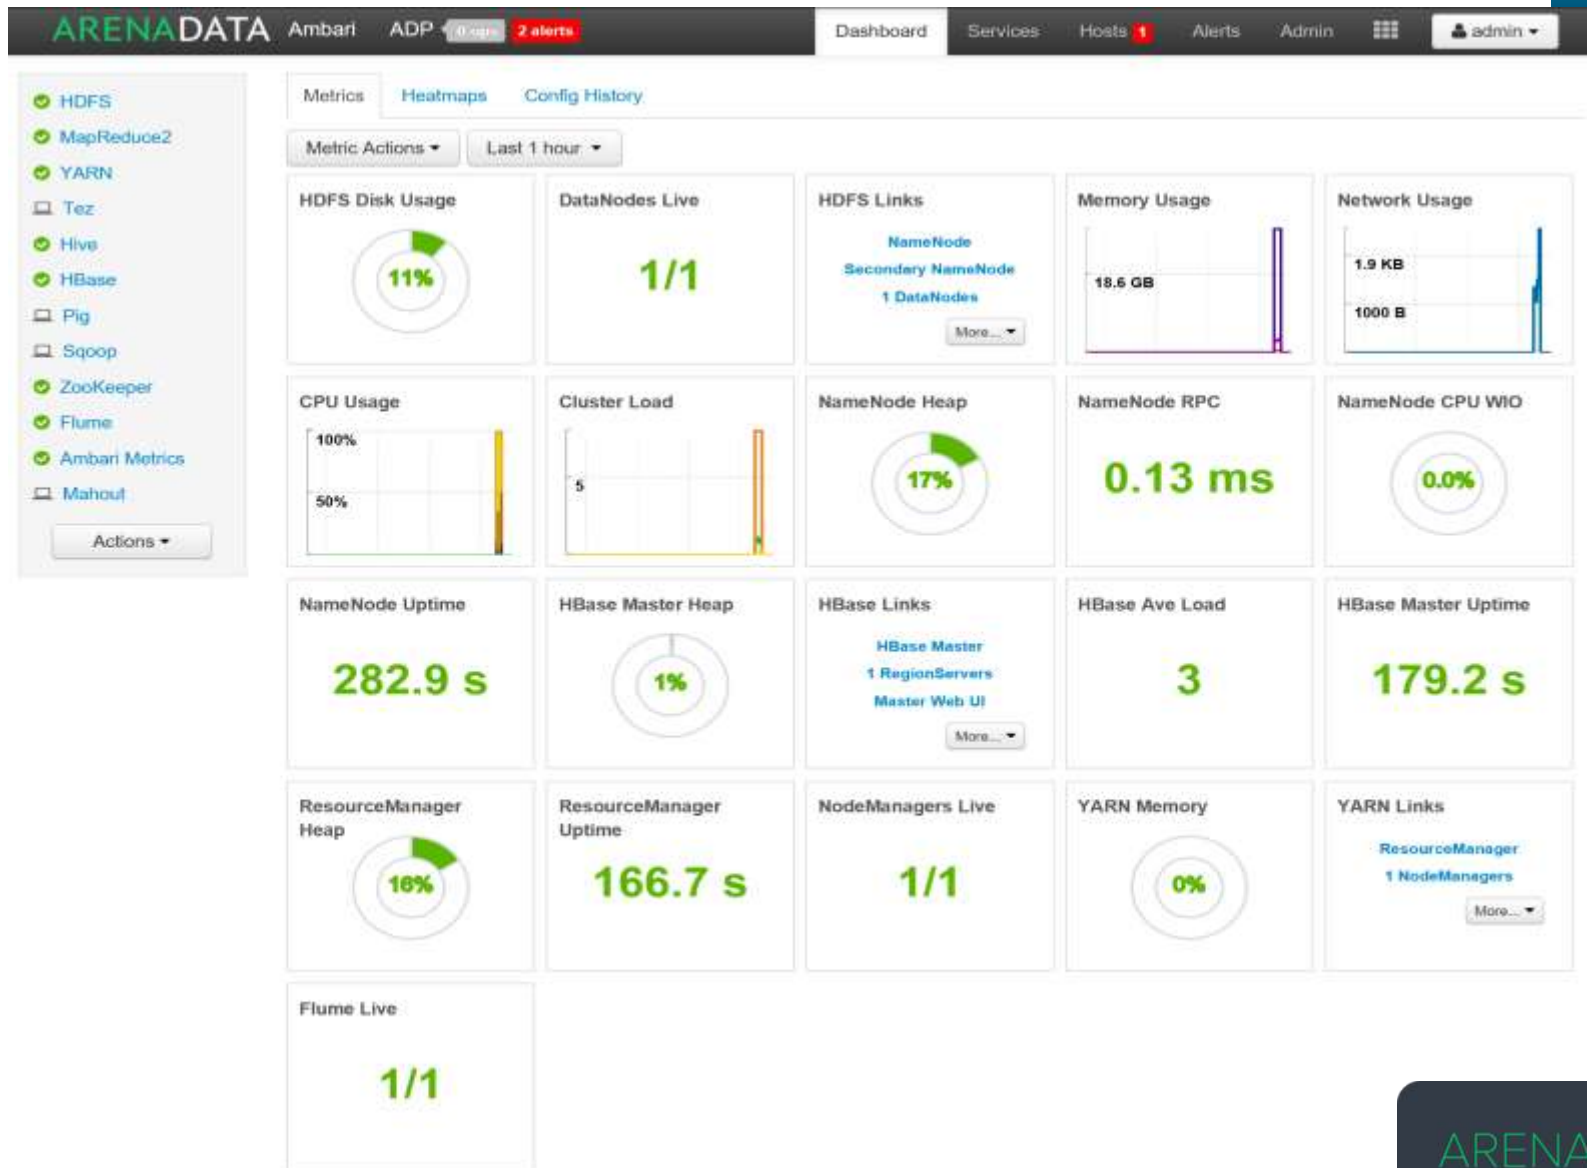 ARENADATA Ambari ADP 0 ops 2 alerts Dashboard Services Hosts 1 Alerts Admin admin
HDFS
MapReduce2
YARN
Tez
Hive
HBase
Pig
Sqoop
ZooKeeper
Flume
Ambari Metrics
Mahout
Actions
Metrics Heatmaps Config History
Metric Actions Last 1 hour
HDFS Disk Usage
11%
DataNodes Live
1/1
HDFS Links
NameNode
Secondary NameNode
1 DataNodes
More...
Memory Usage
18.6 GB
Network Usage
1.9 KB
1000 B
CPU Usage
100%
50%
Cluster Load
5
NameNode Heap
17%
NameNode RPC
0.13 ms
NameNode CPU WIO
0.0%
NameNode Uptime
282.9 s
HBase Master Heap
1%
HBase Links
HBase Master
1 RegionServers
Master Web UI
More...
HBase Ave Load
3
HBase Master Uptime
179.2 s
ResourceManager
Heap
16%
ResourceManager
Uptime
166.7 s
NodeManagers Live
1/1
YARN Memory
0%
YARN Links
ResourceManager
1 NodeManagers
More...
Flume Live
1/1
ARENA